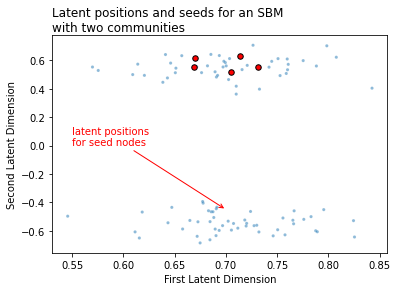 Latent positions and seeds for an SBM
with two communities
Second Latent Dimension
0.6
0.4
0.2
0.0
−0.2
−0.4
−0.6
latent positions
for seed nodes
0.55
0.60
0.65
0.70
0.75
0.80
0.85
First Latent Dimension